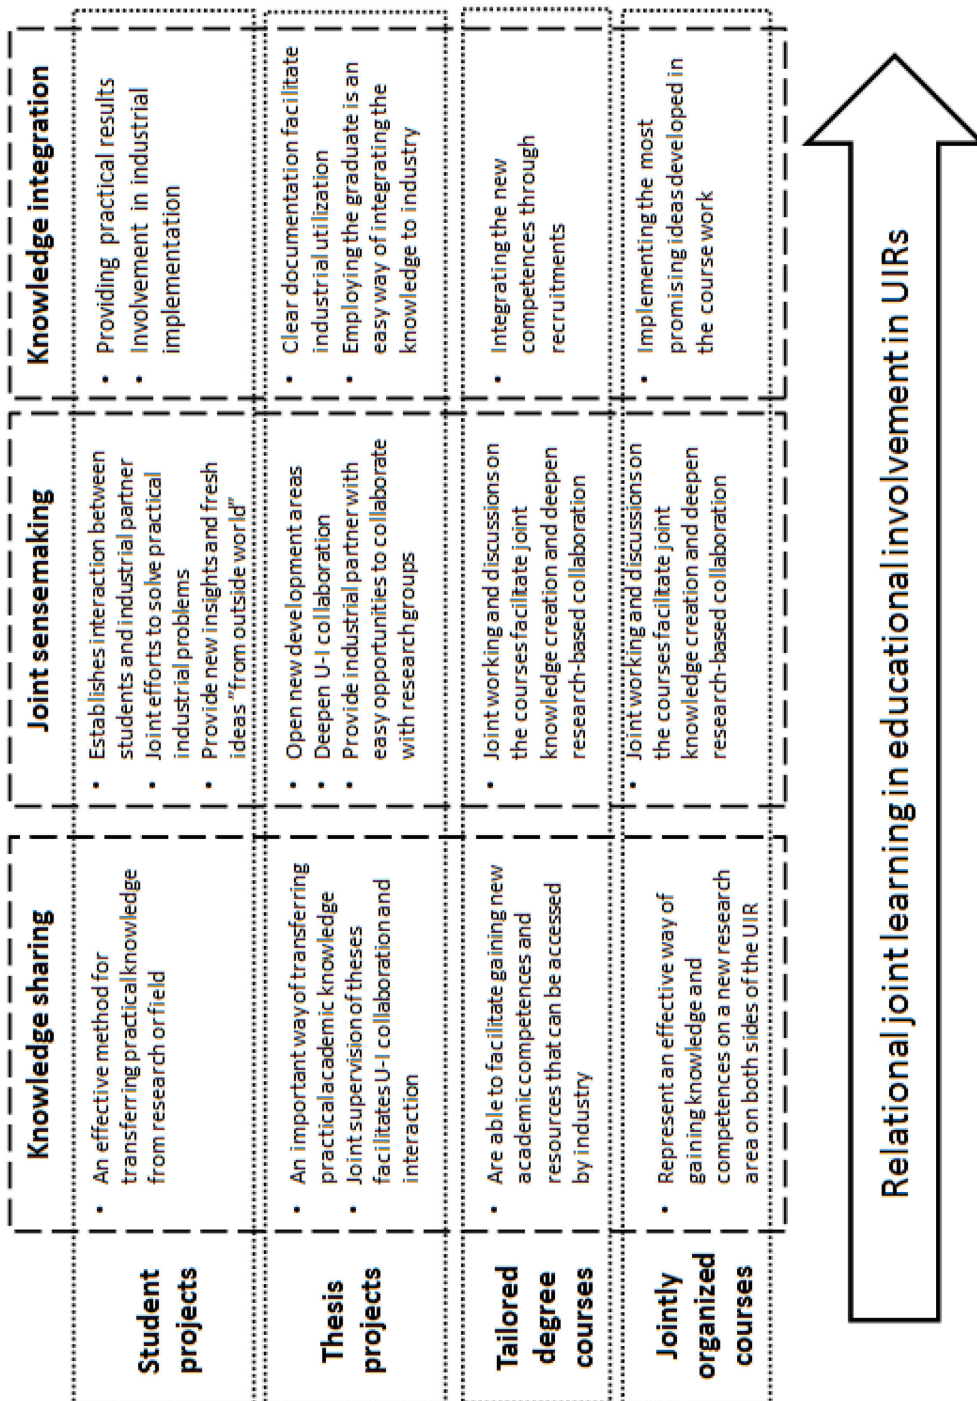 Knowledge sharing
Joint sensemaking
Knowledge integration
Student
projects
• An effective method for
transferring practical knowledge
from research or field
• Establishes interaction between
students and industrial partner
• Joint efforts to solve practical
industrial problems
• Provide new insights and fresh
ideas "from outside world"
• Providing practical results
• Involvement in industrial
implementation
Thesis
projects
• An important way of transferring
practical academic knowledge
• Joint supervision of theses
facilitates U-I collaboration and
interaction
• Open new development areas
• Deepen U-I collaboration
• Provide industrial partner with
easy opportunities to collaborate
with research groups
• Clear documentation facilitate
industrial utilization
• Employing the graduate is an
easy way of integrating the
knowledge to industry
Tailored
degree
courses
• Are able to facilitate gaining new
academic competences and
resources that can be accessed
by industry
• Joint working and discussions on
the courses facilitate joint
knowledge creation and deepen
research-based collaboration
• Integrating the new
competences through
recruitments
Jointly
organized
courses
• Represent an effective way of
gaining knowledge and
competences on a new research
area on both sides of the UIR
• Joint working and discussions on
the courses facilitate joint
knowledge creation and deepen
research-based collaboration
• Implementing the most
promising ideas developed in
the course work
Relational joint learning in educational involvement in UIRs